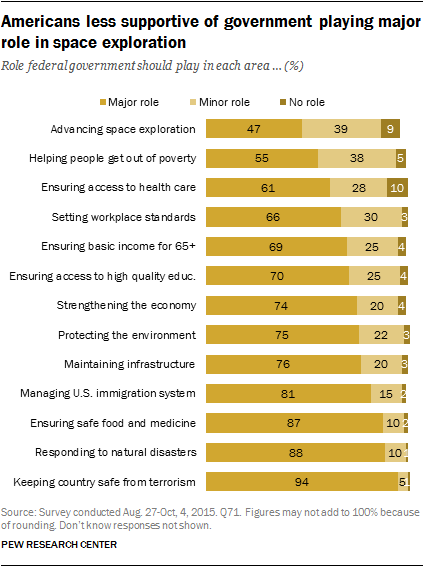 Americans less supportive of government playing major
role in space exploration
Role federal government should play in each area ... (%)
Major role Minor role No role
Advancing space exploration 47 39 9
Helping people get out of poverty 55 38 5
Ensuring access to health care 61 28 10
Setting workplace standards 66 30 3
Ensuring basic income for 65+ 69 25 4
Ensuring access to high quality educ. 70 25 4
Strengthening the economy 74 20 4
Protecting the environment 75 22 3
Maintaining infrastructure 76 20 3
Managing U.S. immigration system 81 15 2
Ensuring safe food and medicine 87 10 2
Responding to natural disasters 88 10 1
Keeping country safe from terrorism 94 5 1
Source: Survey conducted Aug. 27-Oct, 4, 2015. Q71. Figures may not add to 100% because
of rounding. Don't know responses not shown.
PEW RESEARCH CENTER